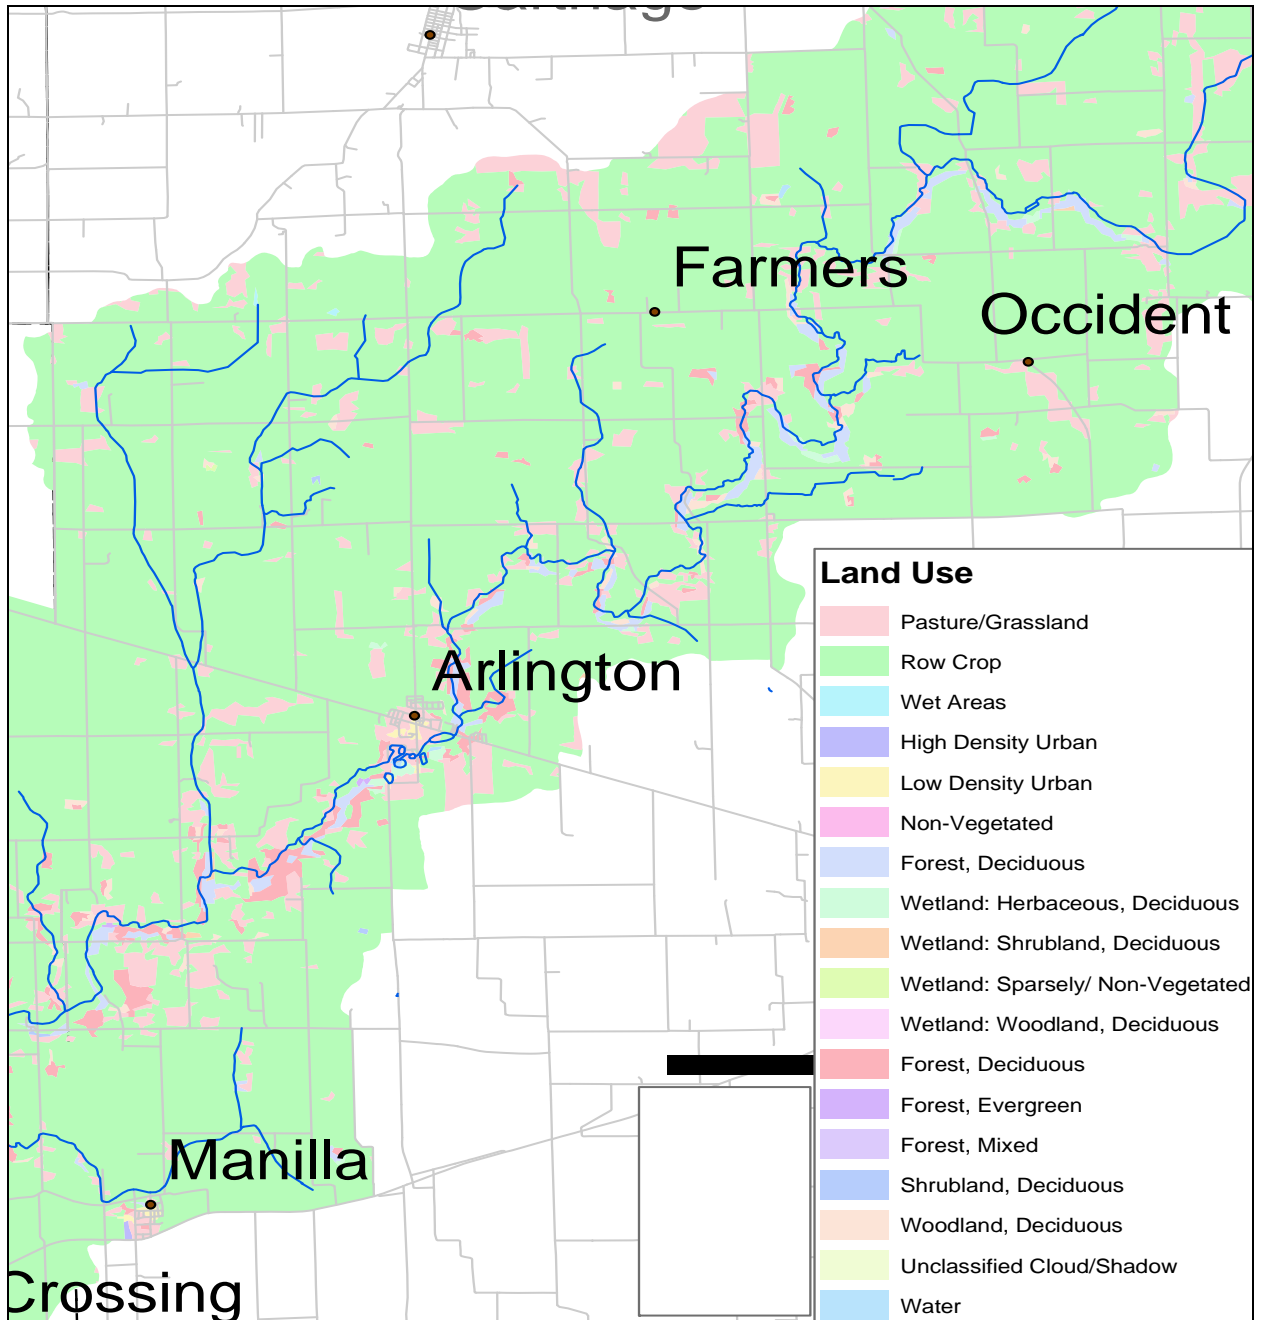 Farmers
Occident
Arlington
Manilla
Crossing
Land Use
Pasture/Grassland
Row Crop
Wet Areas
High Density Urban
Low Density Urban
Non-Vegetated
Forest, Deciduous
Wetland: Herbaceous, Deciduous
Wetland: Shrubland, Deciduous
Wetland: Sparsely/ Non-Vegetated
Wetland: Woodland, Deciduous
Forest, Deciduous
Forest, Evergreen
Forest, Mixed
Shrubland, Deciduous
Woodland, Deciduous
Unclassified Cloud/Shadow
Water